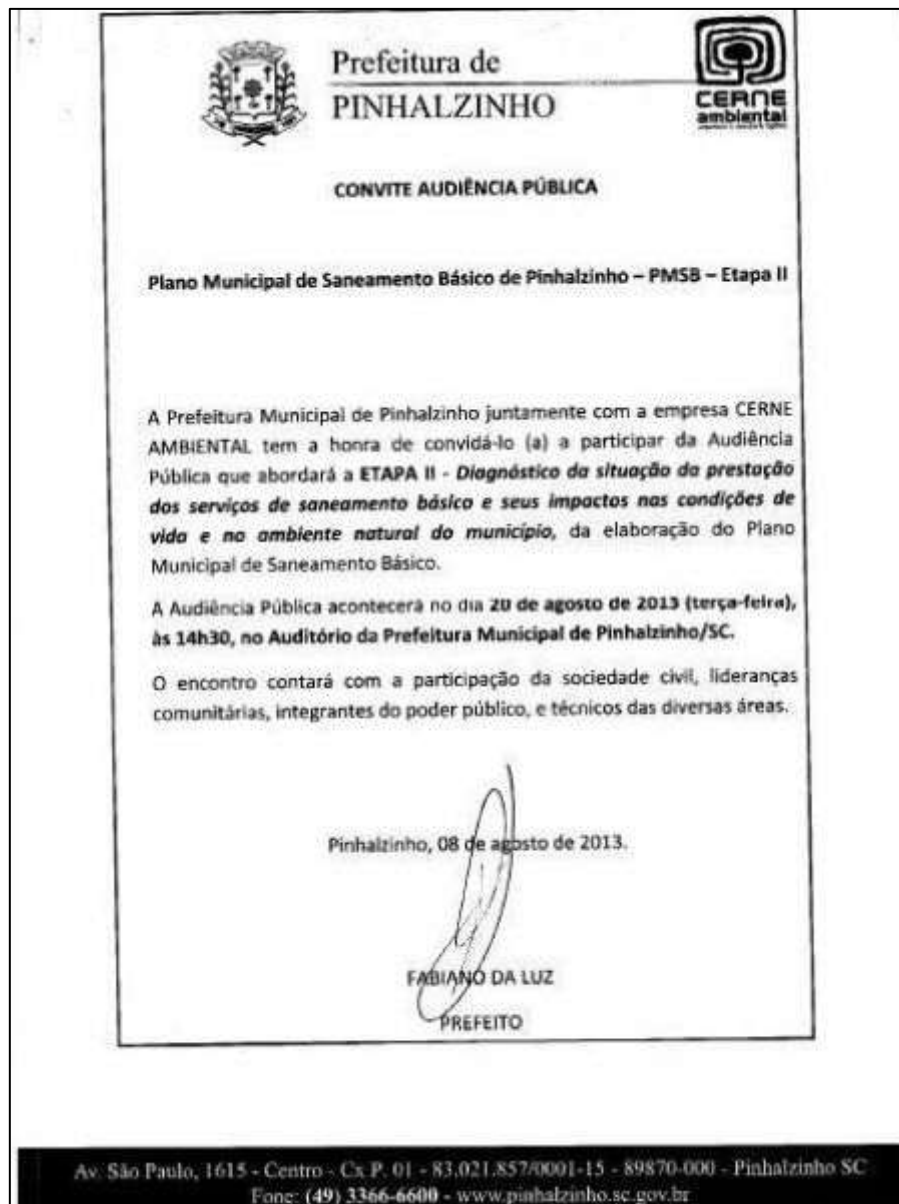 Prefeitura de
PINHALZINHO
CERNE
ambiental
CONVITE AUDIÊNCIA PÚBLICA
Plano Municipal de Saneamento Básico de Pinhalzinho – PMSB – Etapa II
A Prefeitura Municipal de Pinhalzinho juntamente com a empresa CERNE
AMBIENTAL tem a honra de convidá-lo (a) a participar da Audiência
Pública que abordará a ETAPA II - Diagnóstico da situação da prestação
dos serviços de saneamento básico e seus impactos nas condições de
vida e no ambiente natural do município, da elaboração do Plano
Municipal de Saneamento Básico.
A Audiência Pública acontecerá no dia 20 de agosto de 2013 (terça-feira),
às 14h30, no Auditório da Prefeitura Municipal de Pinhalzinho/SC.
O encontro contará com a participação da sociedade civil, lideranças
comunitárias, integrantes do poder público, e técnicos das diversas áreas.
Pinhalzinho, 08 de agosto de 2013.
FABIANO DA LUZ
PREFEITO
Av. São Paulo, 1615 - Centro - Cx P. 01 - 83.021.857/0001-15 - 89870-000 - Pinhalzinho SC
Fone: (49) 3366-6600 - www.pinhalzinho.sc.gov.br